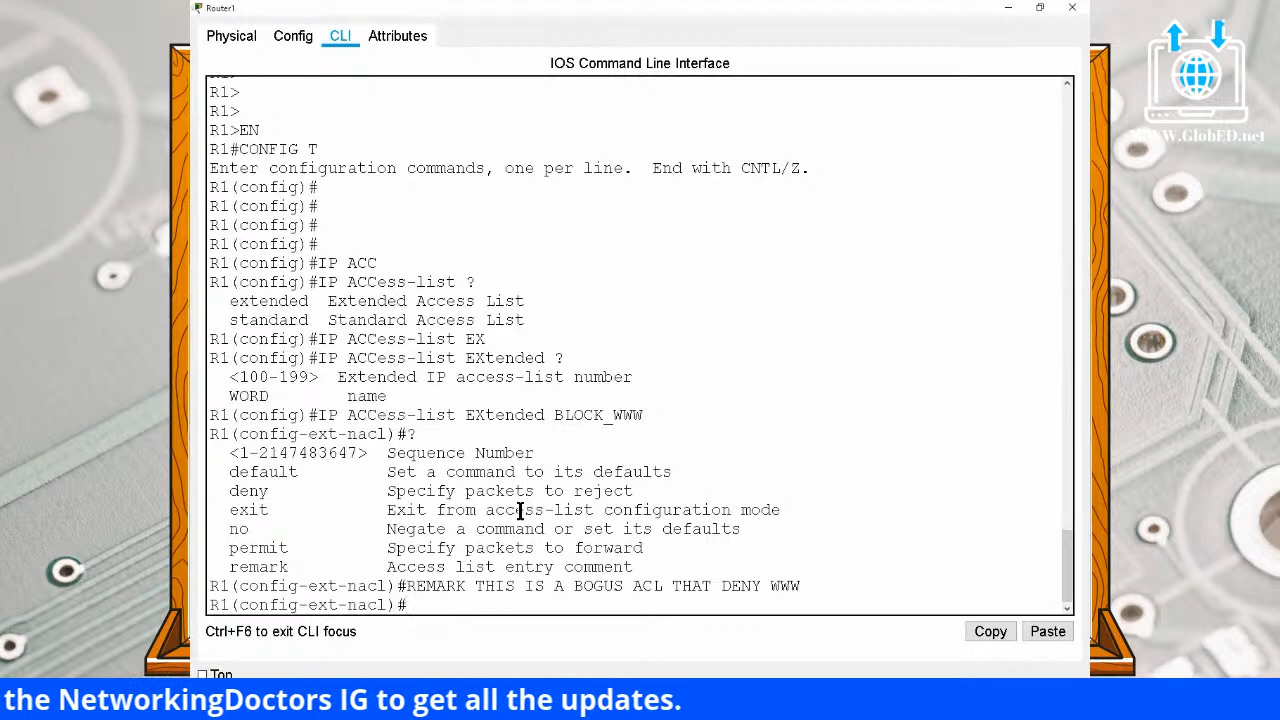 Router1
Physical Config CLI Attributes
IOS Command Line Interface
R1>
R1>
R1>EN
R1#CONFIG T
Enter configuration commands, one per line.  End with CNTL/Z.
R1(config)#
R1(config)#
R1(config)#
R1(config)#
R1(config)#IP ACC
R1(config)#IP ACCess-list ?
extended  Extended Access List
standard  Standard Access List
R1(config)#IP ACCess-list EX
R1(config)#IP ACCess-list EXtended ?
<100-199>  Extended IP access-list number
WORD       name
R1(config)#IP ACCess-list EXtended BLOCK_WWW
R1(config-ext-nacl)#?
<1-2147483647>  Sequence Number
default         Set a command to its defaults
deny            Specify packets to reject
exit            Exit from access-list configuration mode
no              Negate a command or set its defaults
permit          Specify packets to forward
remark          Access list entry comment
R1(config-ext-nacl)#REMARK THIS IS A BOGUS ACL THAT DENY WWW
R1(config-ext-nacl)#
Ctrl+F6 to exit CLI focus
Copy Paste
Top
WWW.GlobED.net
the NetworkingDoctors IG to get all the updates.